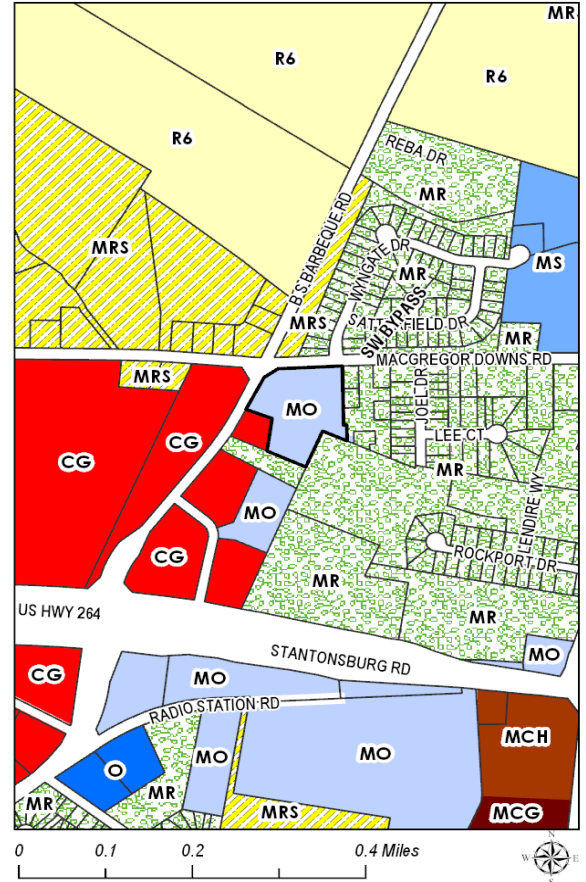 MR
R6
R6
R6
REBA DR
MR
MRS
B.S.BARBEQUE RD
WYNGATE DR
MR
MS
SW BYPASS
MRS
SATTERFIELD DR
MR
MACGREGOR DOWNS RD
MRS
MO
JOEL DR
CG
CG
LEE CT
MR
MO
LENDIRE WY
CG
ROCKPORT DR
MR
MR
US HWY 264
STANTONSBURG RD
MO
CG
MO
RADIO STATION RD
MCH
MO
MO
O
MR
MR
MRS
MCG
0 0.1 0.2 0.4 Miles
N
W E
S